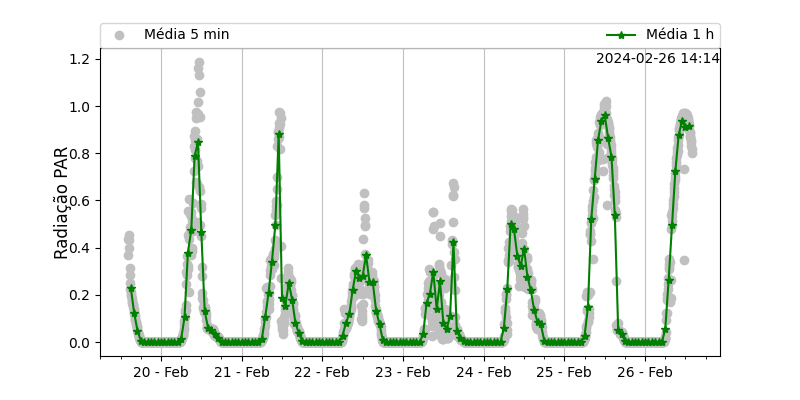 Média 5 min
Média 1 h
2024-02-26 14:14
Radiação PAR
1.2
1.0
0.8
0.6
0.4
0.2
0.0
20 - Feb
21 - Feb
22 - Feb
23 - Feb
24 - Feb
25 - Feb
26 - Feb